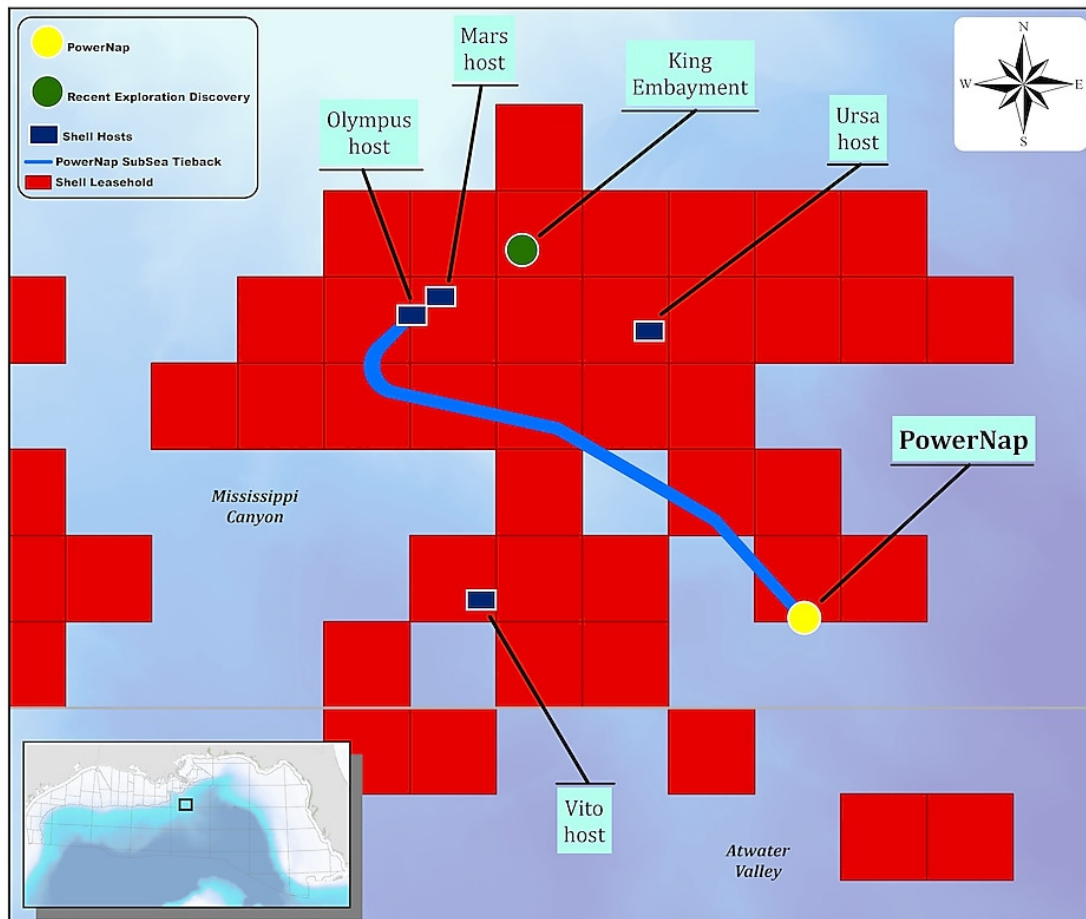 PowerNap
Recent Exploration Discovery
Shell Hosts
PowerNap SubSea Tieback
Shell Leasehold
Mars
host
King
Embayment
Olympus
host
Ursa
host
N
W
E
S
PowerNap
Mississippi
Canyon
Vito
host
Atwater
Valley